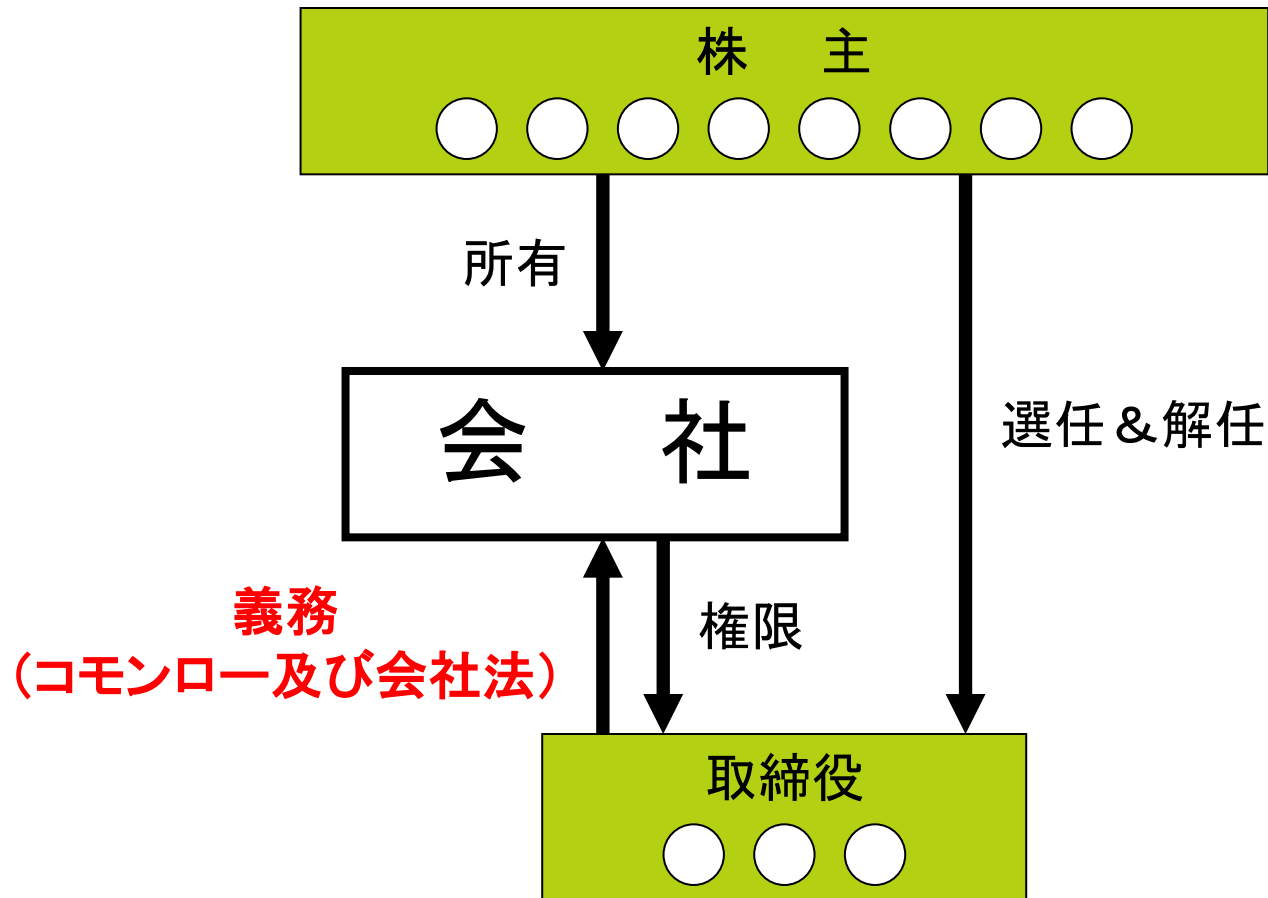 株 主
所有
会 社
選任&解任
義務
(コモンロー及び会社法)
権限
取締役